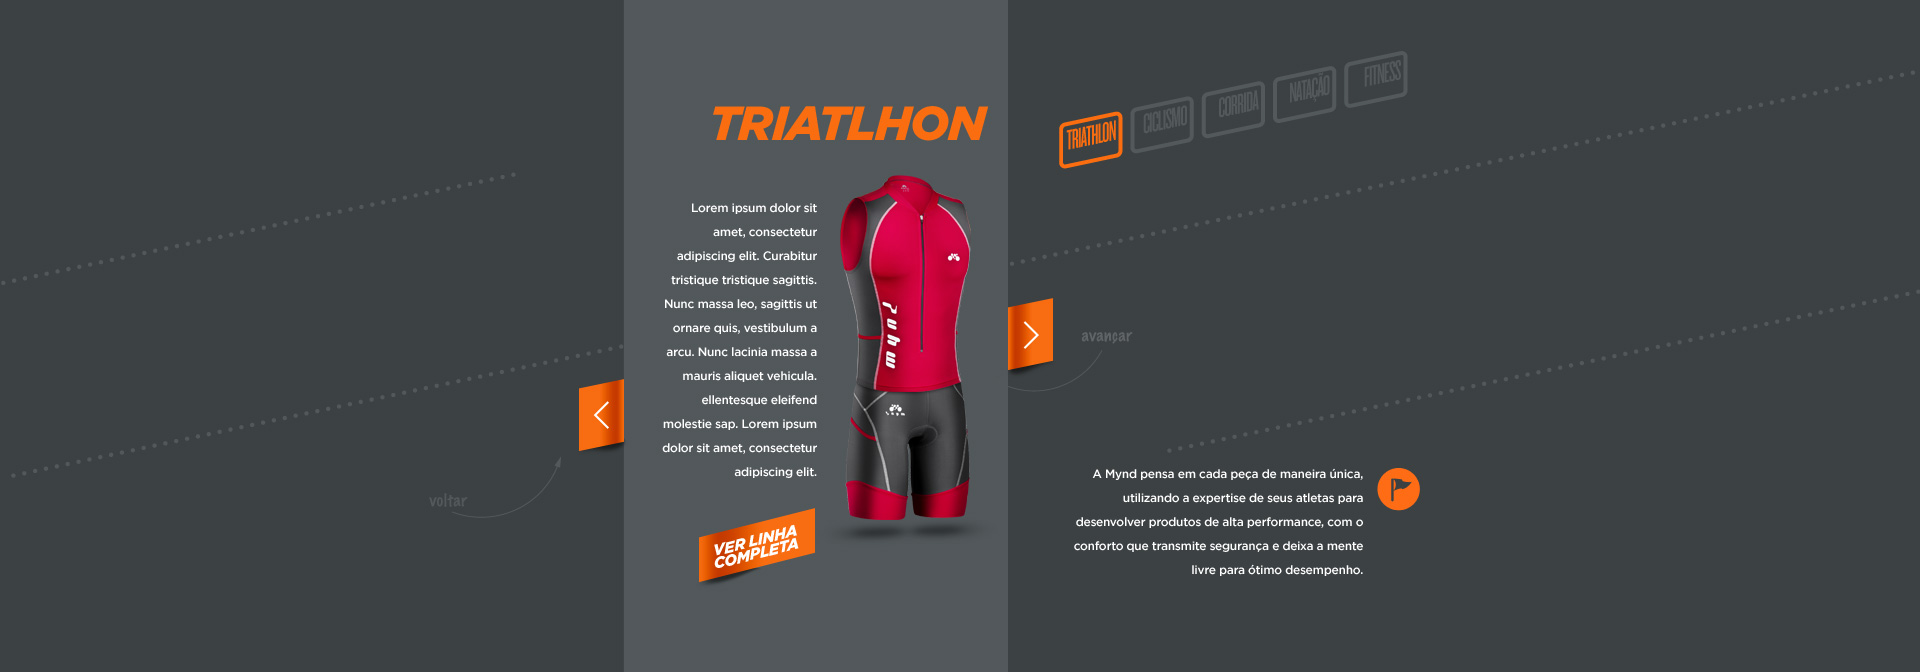 TRIATLHON
Lorem ipsum dolor sit
amet, consectetur
adipiscing elit. Curabitur
tristique tristique sagittis.
Nunc massa leo, sagittis ut
ornare quis, vestibulum a
arcu. Nunc lacinia massa a
mauris aliquet vehicula.
ellentesque eleifend
molestie sap. Lorem ipsum
dolor sit amet, consectetur
adipiscing elit.
VER LINHA
COMPLETA
voltar
TRIATHLON
CICLISMO
CORRIDA
NATAÇÃO
FITNESS
avançar
A Mynd pensa em cada peça de maneira única,
utilizando a expertise de seus atletas para
desenvolver produtos de alta performance, com o
conforto que transmite segurança e deixa a mente
livre para ótimo desempenho.